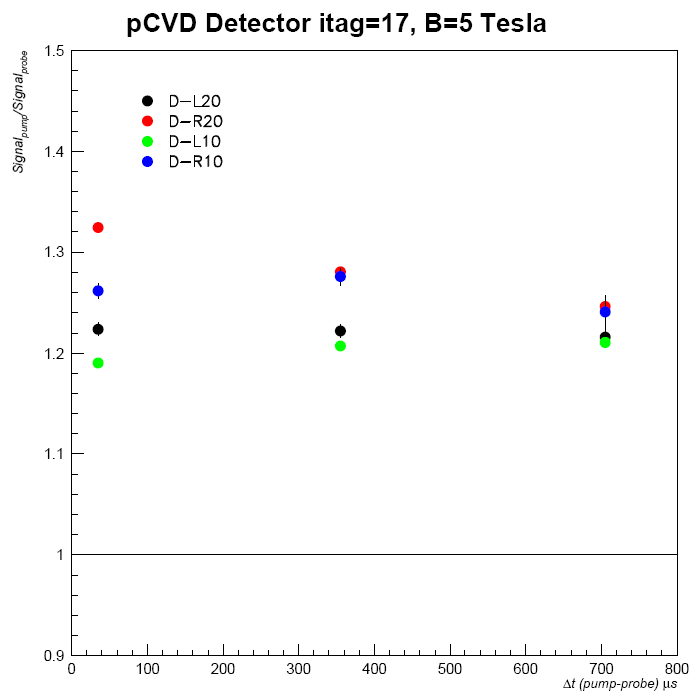 pCVD Detector itag=17, B=5 Tesla
Signal_pump/Signal_probe
1.5
D-L20
D-R20
D-L10
D-R10
1.4
1.3
1.2
1.1
1
0.9
0 100 200 300 400 500 600 700 800
Δt (pump-probe) μs